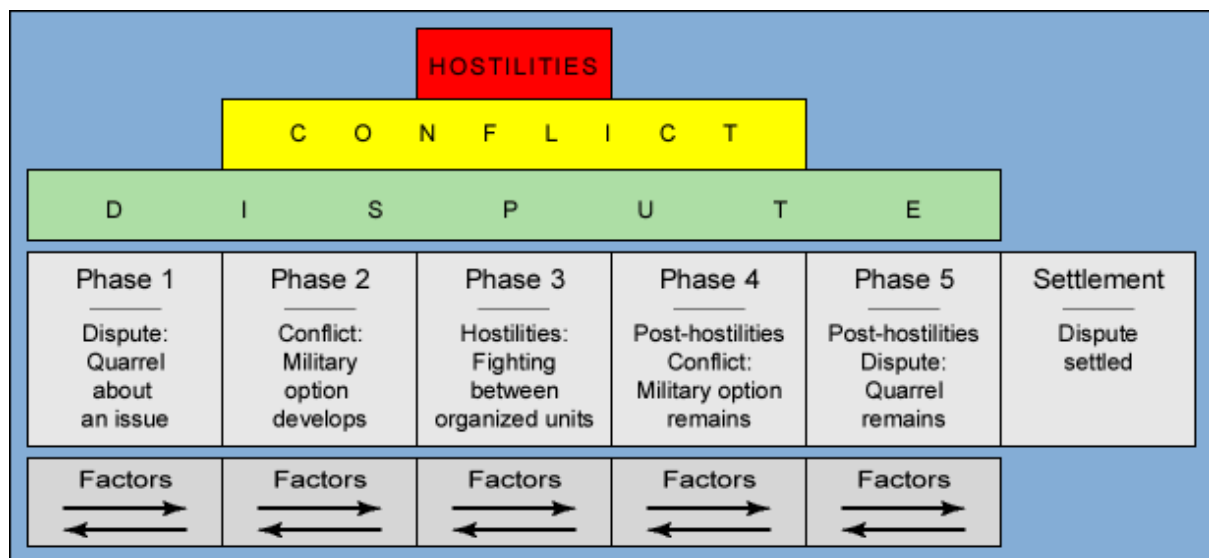 HOSTILITIES
C O N F L I C T
D I S P U T E
Phase 1
Dispute:
Quarrel
about
an issue
Phase 2
Conflict:
Military
option
develops
Phase 3
Hostilities:
Fighting
between
organized units
Phase 4
Post-hostilities
Conflict:
Military option
remains
Phase 5
Post-hostilities
Dispute:
Quarrel
remains
Settlement
Dispute
settled
Factors
Factors
Factors
Factors
Factors